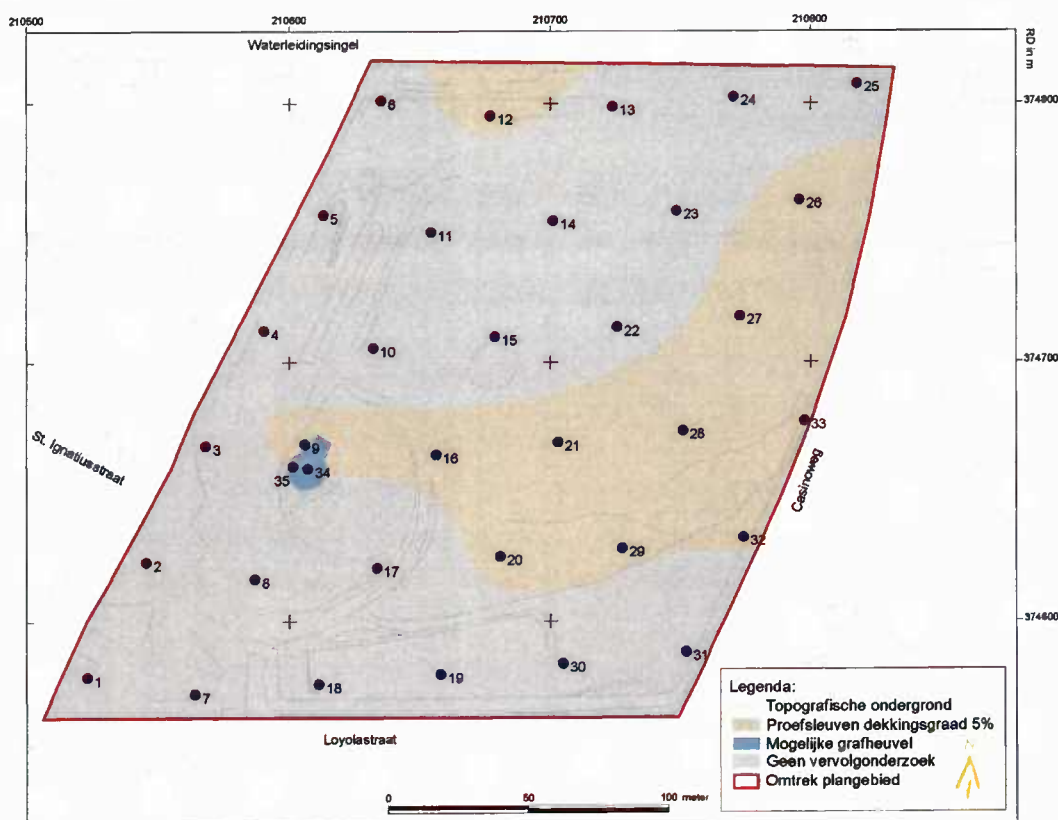 210500 210600 210700 210800
RD in m
Waterleidingsingel
374800
374700
374600
25
24
6
12
13
26
5
11
14
23
4
10
15
22
27
33
3
9
16
21
28
35 34
St. Ignatiusstraat
Casinoweg
2
8
17
20
29
32
1
7
18
19
30
31
Loyolastraat
Legenda:
Topografische ondergrond
Proefsleuven dekkingsgraad 5%
Mogelijke grafheuvel
Geen vervolgonderzoek
Omtrek plangebied
N
0 50 100 meter